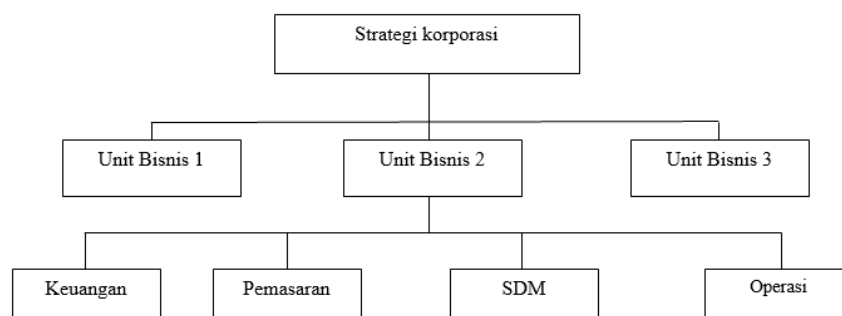 Strategi korporasi
Unit Bisnis 1
Unit Bisnis 2
Unit Bisnis 3
Keuangan
Pemasaran
SDM
Operasi